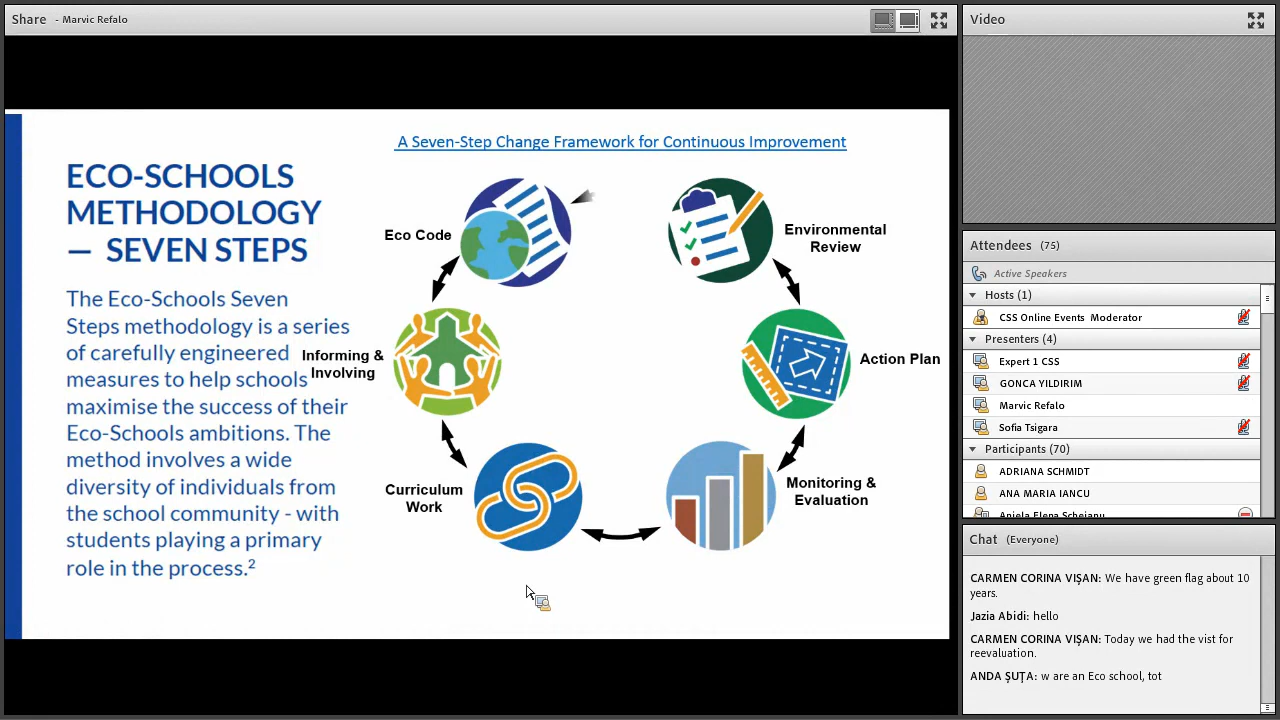 Share - Marvic Refalo
A Seven-Step Change Framework for Continuous Improvement
ECO-SCHOOLS
METHODOLOGY
— SEVEN STEPS
The Eco-Schools Seven
Steps methodology is a series
of carefully engineered
measures to help schools
maximise the success of their
Eco-Schools ambitions. The
method involves a wide
diversity of individuals from
the school community - with
students playing a primary
role in the process.²
Eco Code
Environmental
Review
Informing &
Involving
Action Plan
Curriculum
Work
Monitoring &
Evaluation
Video
Attendees (75)
Active Speakers
Hosts (1)
CSS Online Events Moderator
Presenters (4)
Expert 1 CSS
GONCA YILDIRIM
Marvic Refalo
Sofia Tsigara
Participants (70)
ADRIANA SCHMIDT
ANA MARIA IANCU
Anjela Elena
Chat (Everyone)
CARMEN CORINA VIȘAN: We have green flag about 10
years.
Jazia Abidi: hello
CARMEN CORINA VIȘAN: Today we had the vist for
reevaluation.
ANDA ŞUŢA: w are an Eco school, tot